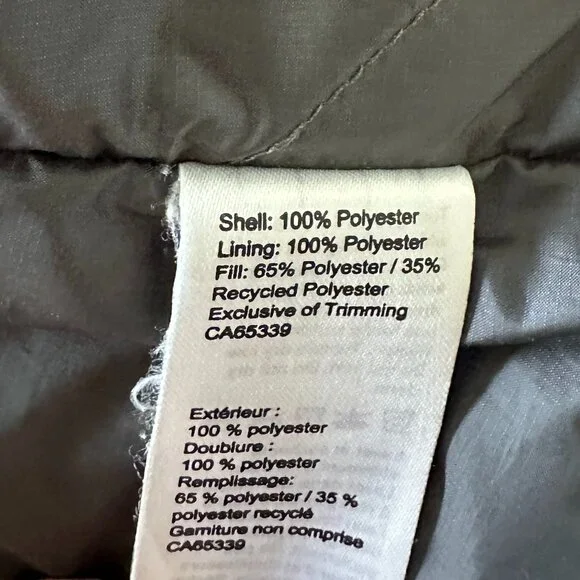 Shell: 100% Polyester
Lining: 100% Polyester
Fill: 65% Polyester / 35%
Recycled Polyester
Exclusive of Trimming
CA65339
Extérieur :
100 % polyester
Doublure :
100 % polyester
Remplissage:
65 % polyester / 35 %
polyester recyclé
Garniture non comprise
CA65339